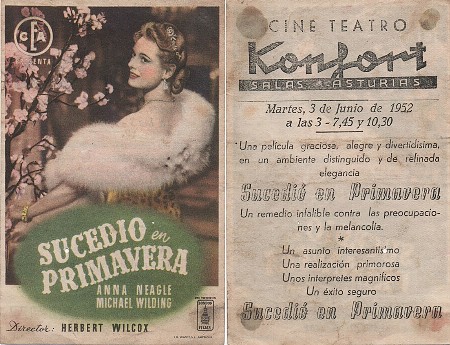 CEA
PRESENTA
SUCEDIO en
PRIMAVERA
ANNA NEAGLE
MICHAEL WILDING
Director: HERBERT WILCOX
CINE TEATRO
Konfort
SALAS-ASTURIAS
Martes, 3 de Junio de 1952
a las 3 - 7,45 y 10,30
Una película graciosa, alegre y divertidísima,
en un ambiente distinguido y de refinada
elegancia
Sucedió en Primavera
Un remedio infalible contra las preocupacio-
nes y la melancolía.
*
Un asunto interesantísimo
Una realización primorosa
Unos interpretes magníficos
Un éxito seguro
Sucedió en Primavera